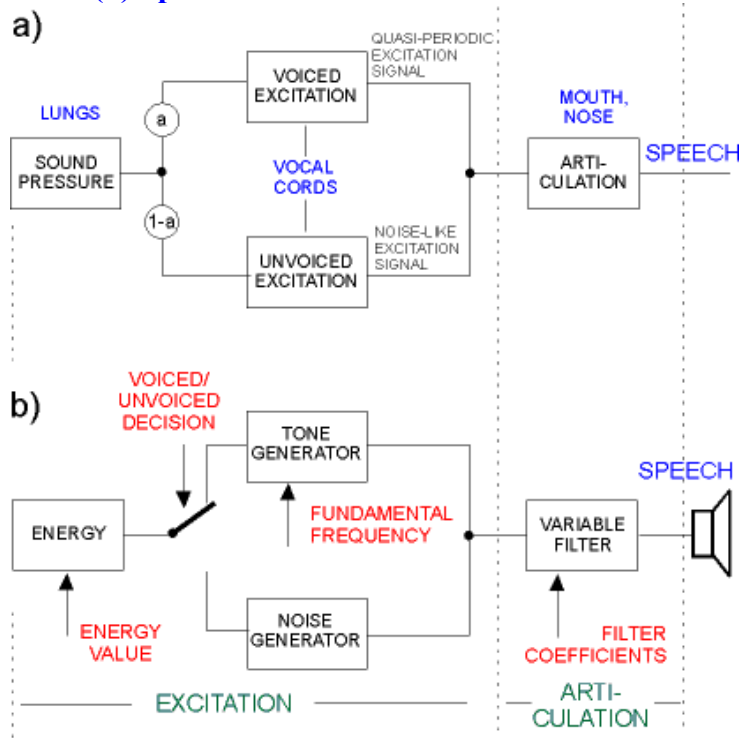 a)
QUASI-PERIODIC
EXCITATION
SIGNAL
VOICED
EXCITATION
LUNGS
a
MOUTH,
NOSE
SOUND
PRESSURE
VOCAL
CORDS
ARTI-
CULATION
SPEECH
1-a
NOISE-LIKE
EXCITATION
SIGNAL
UNVOICED
EXCITATION
b)
VOICED/
UNVOICED
DECISION
TONE
GENERATOR
SPEECH
ENERGY
FUNDAMENTAL
FREQUENCY
VARIABLE
FILTER
ENERGY
VALUE
NOISE
GENERATOR
FILTER
COEFFICIENTS
EXCITATION
ARTI-
CULATION